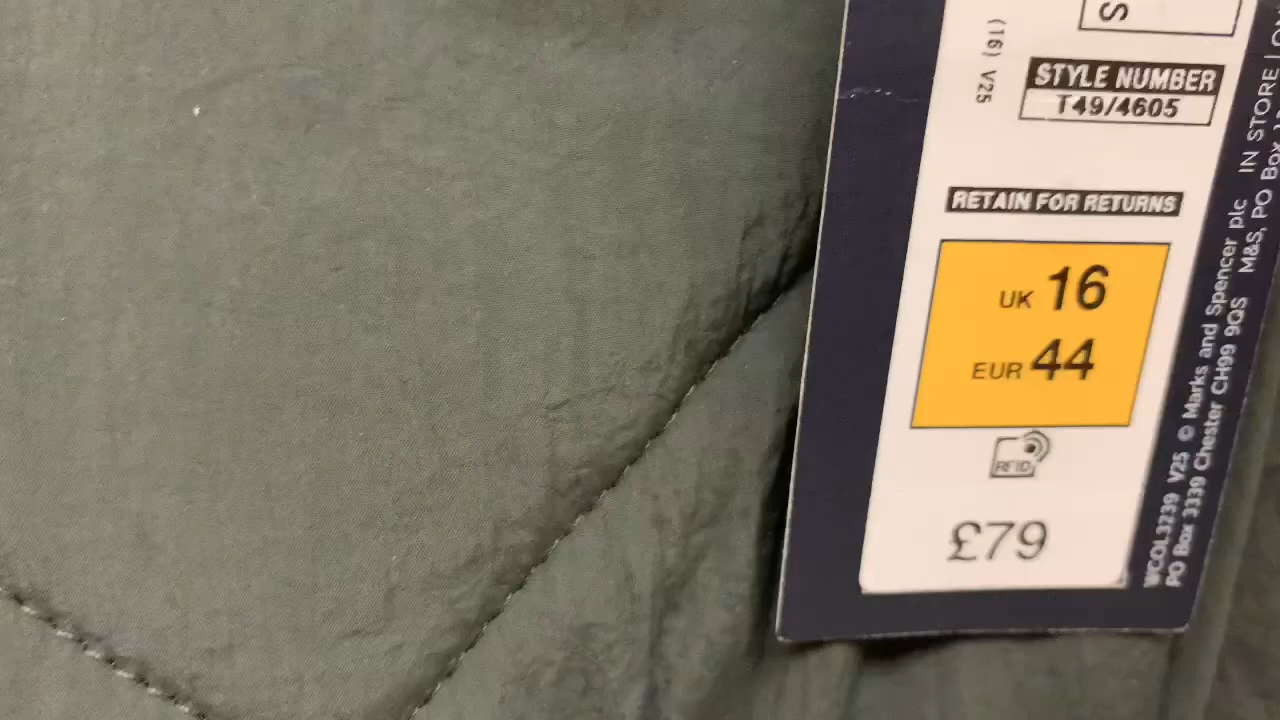 S
(16) V25
STYLE NUMBER
T49/4605
RETAIN FOR RETURNS
UK 16
EUR 44
RFID
£79
WCOL3239 V25 © Marks and Spencer plc IN STORE |
PO Box 3339 Chester CH99 9QS M&S, PO Box